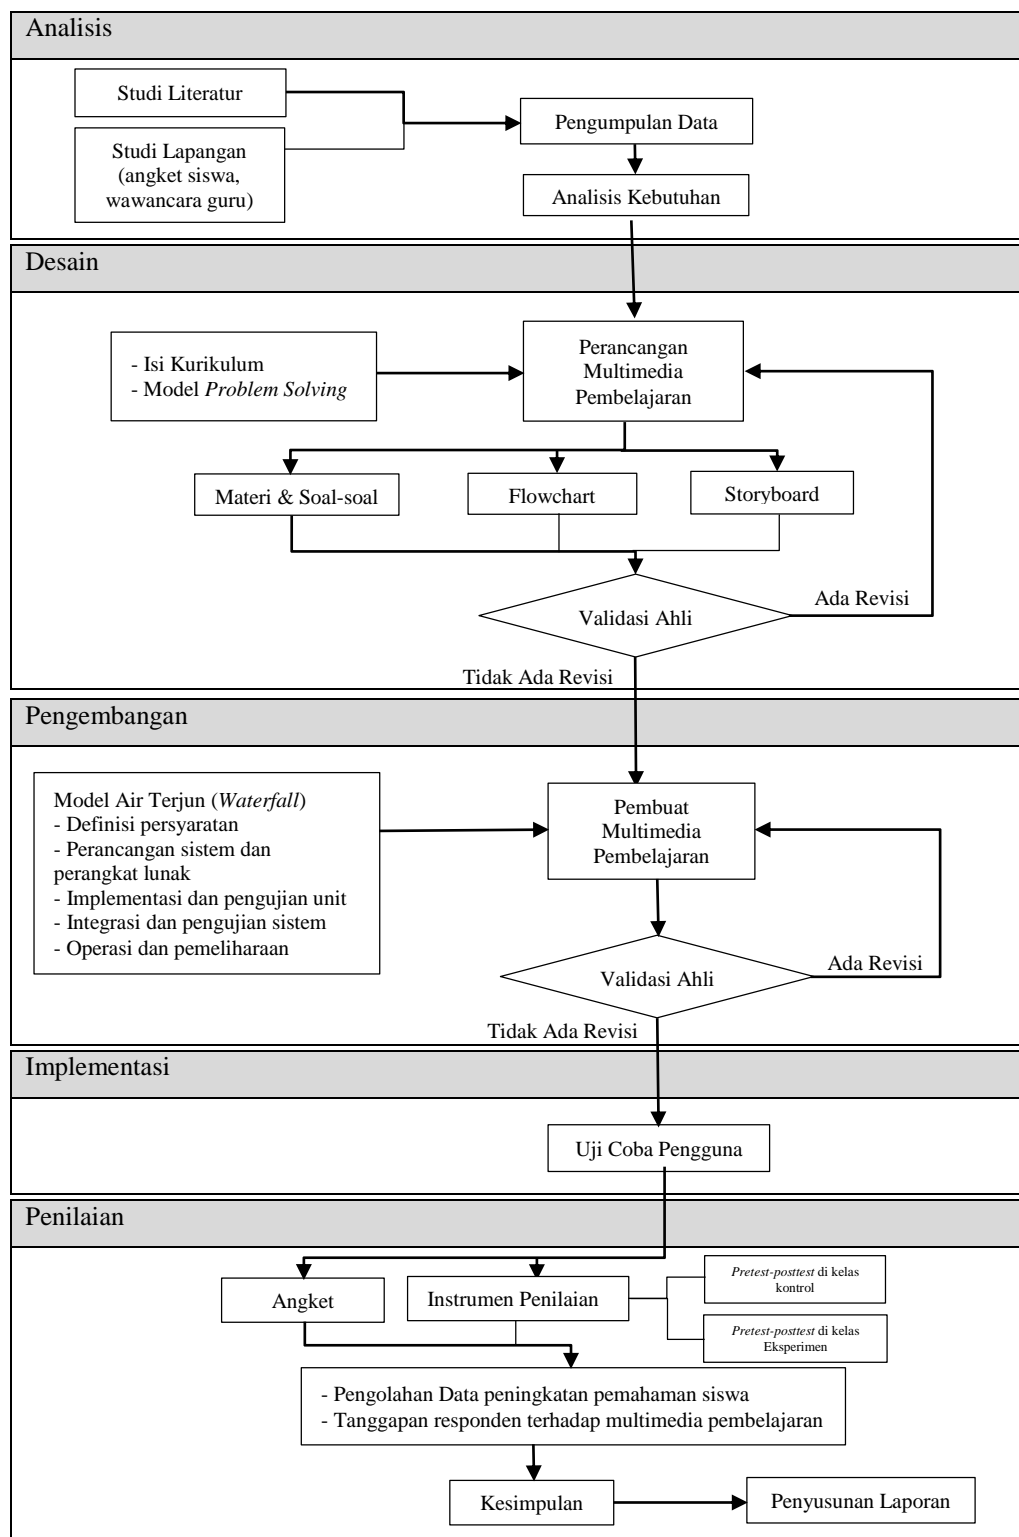 Analisis
Studi Literatur
Pengumpulan Data
Studi Lapangan
(angket siswa,
wawancara guru)
Analisis Kebutuhan
Desain
- Isi Kurikulum
- Model Problem Solving
Perancangan
Multimedia
Pembelajaran
Materi & Soal-soal
Flowchart
Storyboard
Validasi Ahli
Ada Revisi
Tidak Ada Revisi
Pengembangan
Model Air Terjun (Waterfall)
- Definisi persyaratan
- Perancangan sistem dan
perangkat lunak
- Implementasi dan pengujian unit
- Integrasi dan pengujian sistem
- Operasi dan pemeliharaan
Pembuat
Multimedia
Pembelajaran
Validasi Ahli
Ada Revisi
Tidak Ada Revisi
Implementasi
Uji Coba Pengguna
Penilaian
Angket
Instrumen Penilaian
Pretest-posttest di kelas
kontrol
Pretest-posttest di kelas
Eksperimen
- Pengolahan Data peningkatan pemahaman siswa
- Tanggapan responden terhadap multimedia pembelajaran
Kesimpulan
Penyusunan Laporan